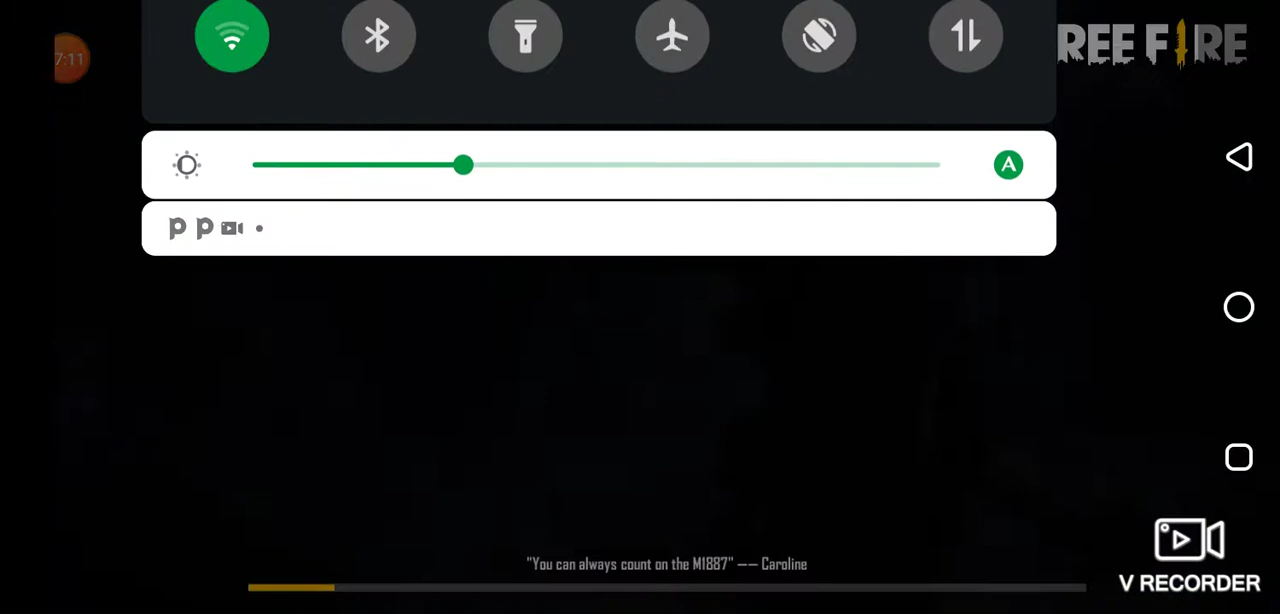 REE FIRE
7:11
A
"You can always count on the M1887" —— Caroline
V RECORDER